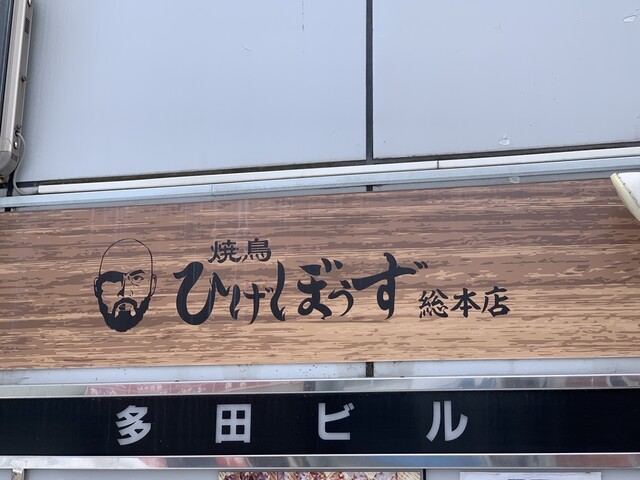 焼鳥
ひげぼうず 総本店
多田ビル